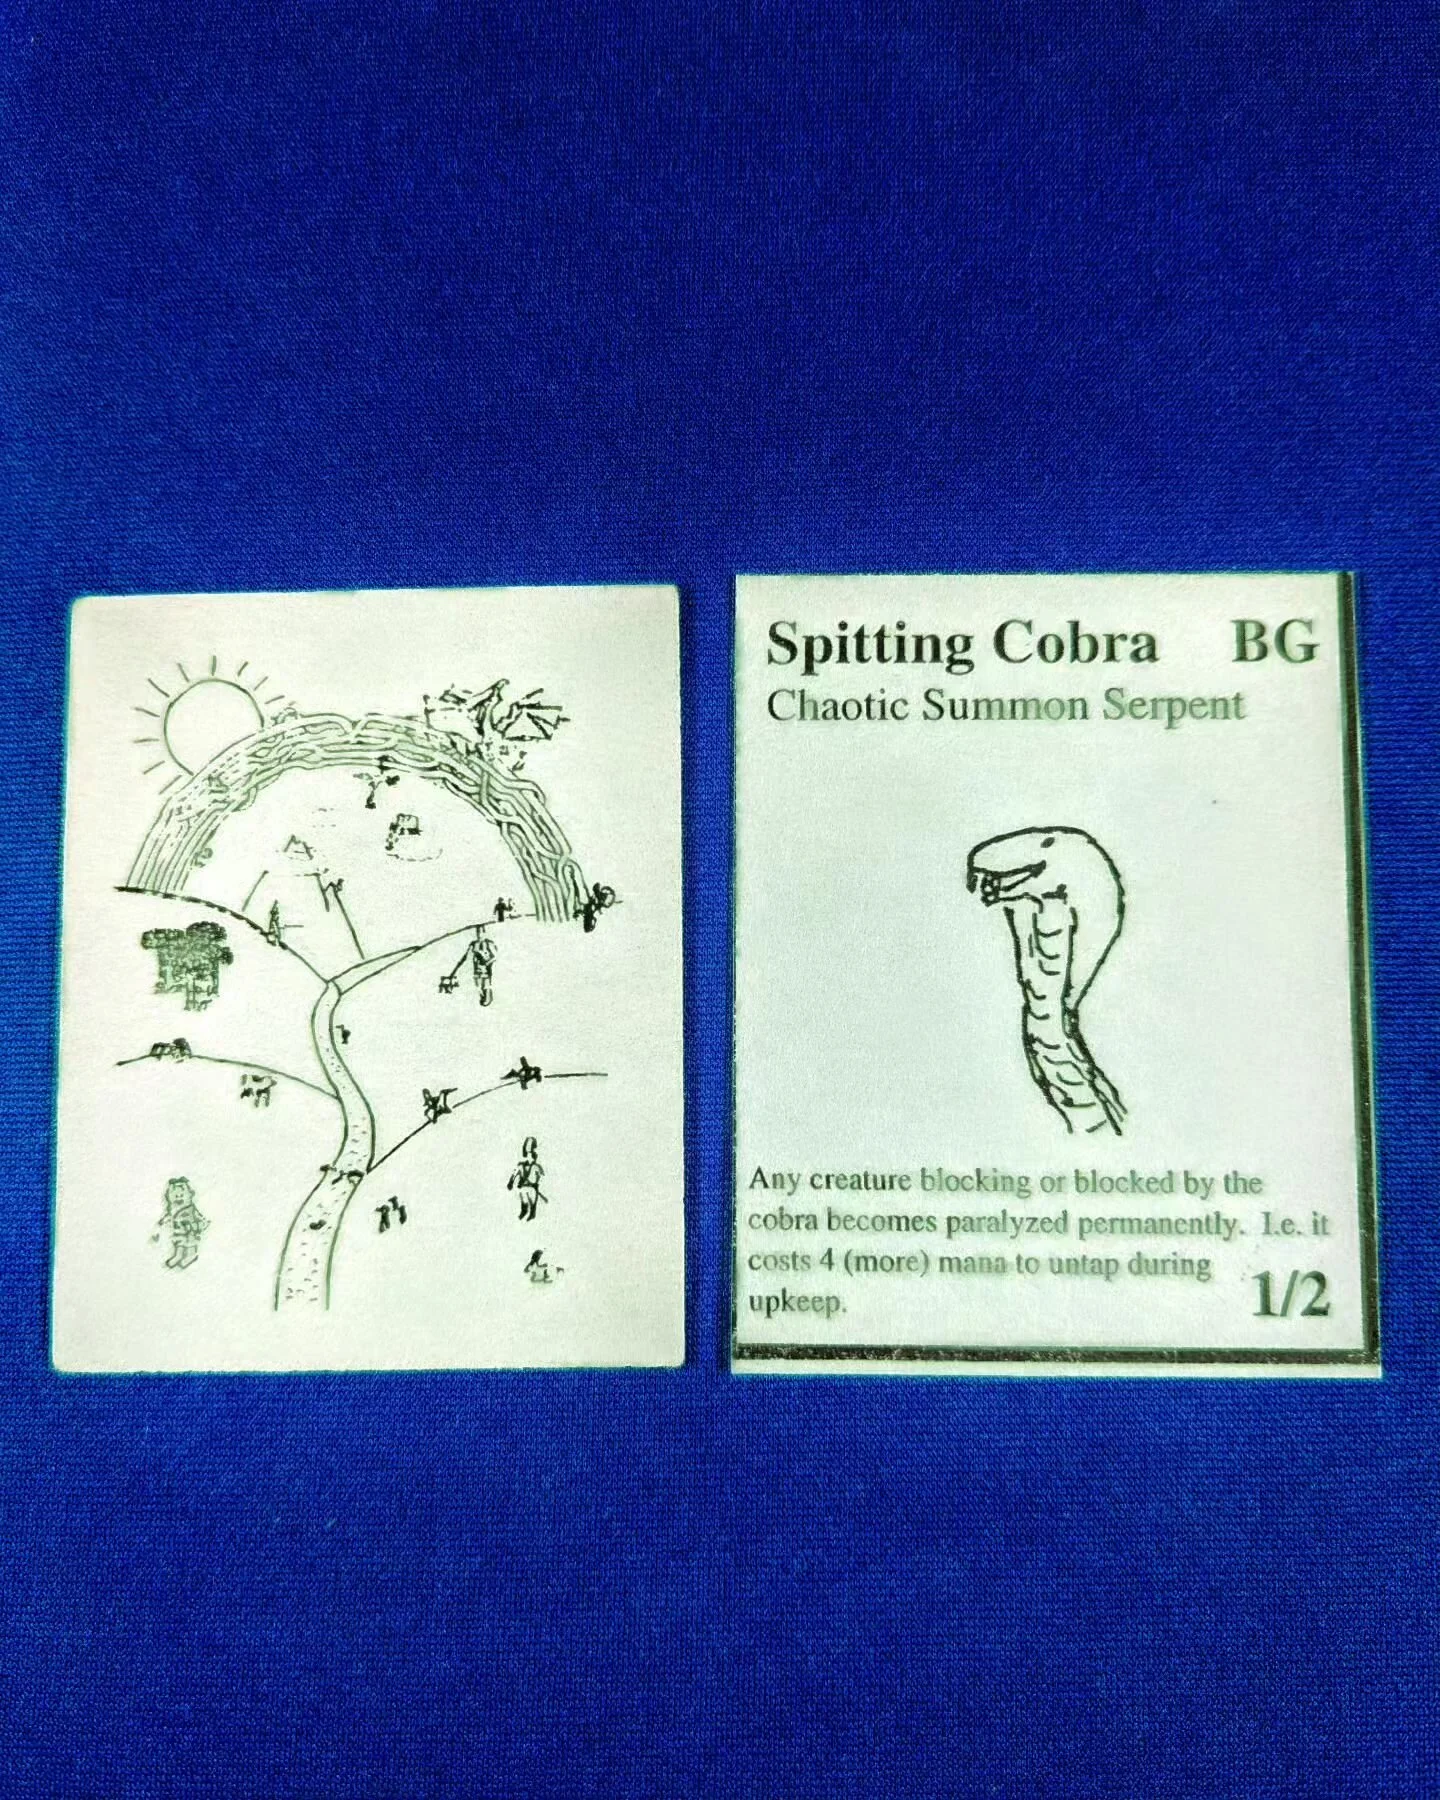 Spitting Cobra BG
Chaotic Summon Serpent
Any creature blocking or blocked by the
cobra becomes paralyzed permanently. I.e. it
costs 4 (more) mana to untap during
upkeep.
1/2